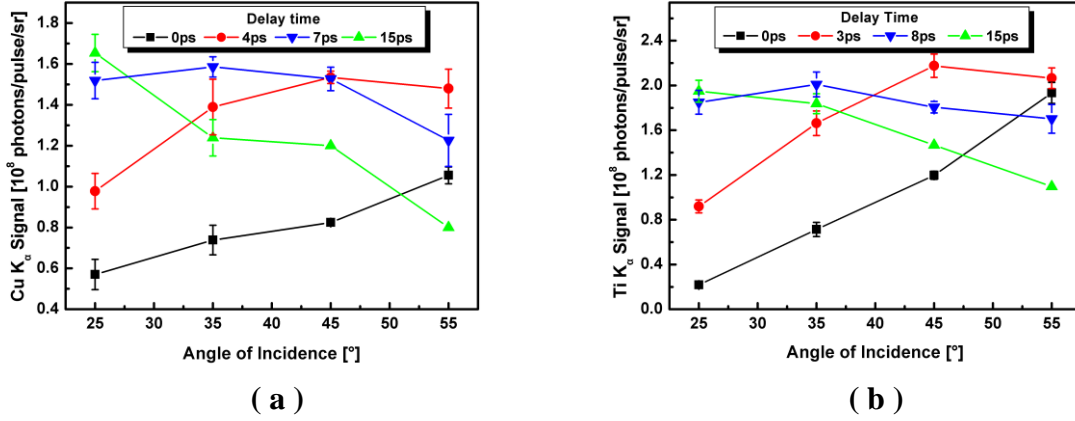 Delay time
0ps 4ps 7ps 15ps
1.8
1.6
1.4
1.2
1.0
0.8
0.6
0.4
Cu Kα Signal [10⁸ photons/pulse/sr]
25 30 35 40 45 50 55
Angle of Incidence [°]
( a )
Delay Time
0ps 3ps 8ps 15ps
2.4
2.0
1.6
1.2
0.8
0.4
0.0
Ti Kα Signal [10⁸ photons/pulse/sr]
25 30 35 40 45 50 55
Angle of Incidence [°]
( b )